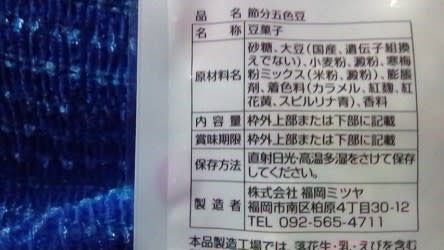 品 名 節分五色豆
名 称 豆菓子
原材料名 砂糖、大豆(国産、遺伝子組換
えでない)、小麦粉、澱粉、寒梅
粉ミックス(米粉、澱粉)、膨脹
剤、着色料(カラメル、紅麹、紅
花黄、スピルリナ青)、香料
内 容 量 枠外上部または下部に記載
賞味期限 枠外上部または下部に記載
保存方法 直射日光・高温多湿をさけて保存
してください。
製 造 者 株式会社 福岡ミツヤ
福岡市南区柏原4丁目30-12
TEL 092-565-4711
本品製造工場では、落花生・乳・えびを含む